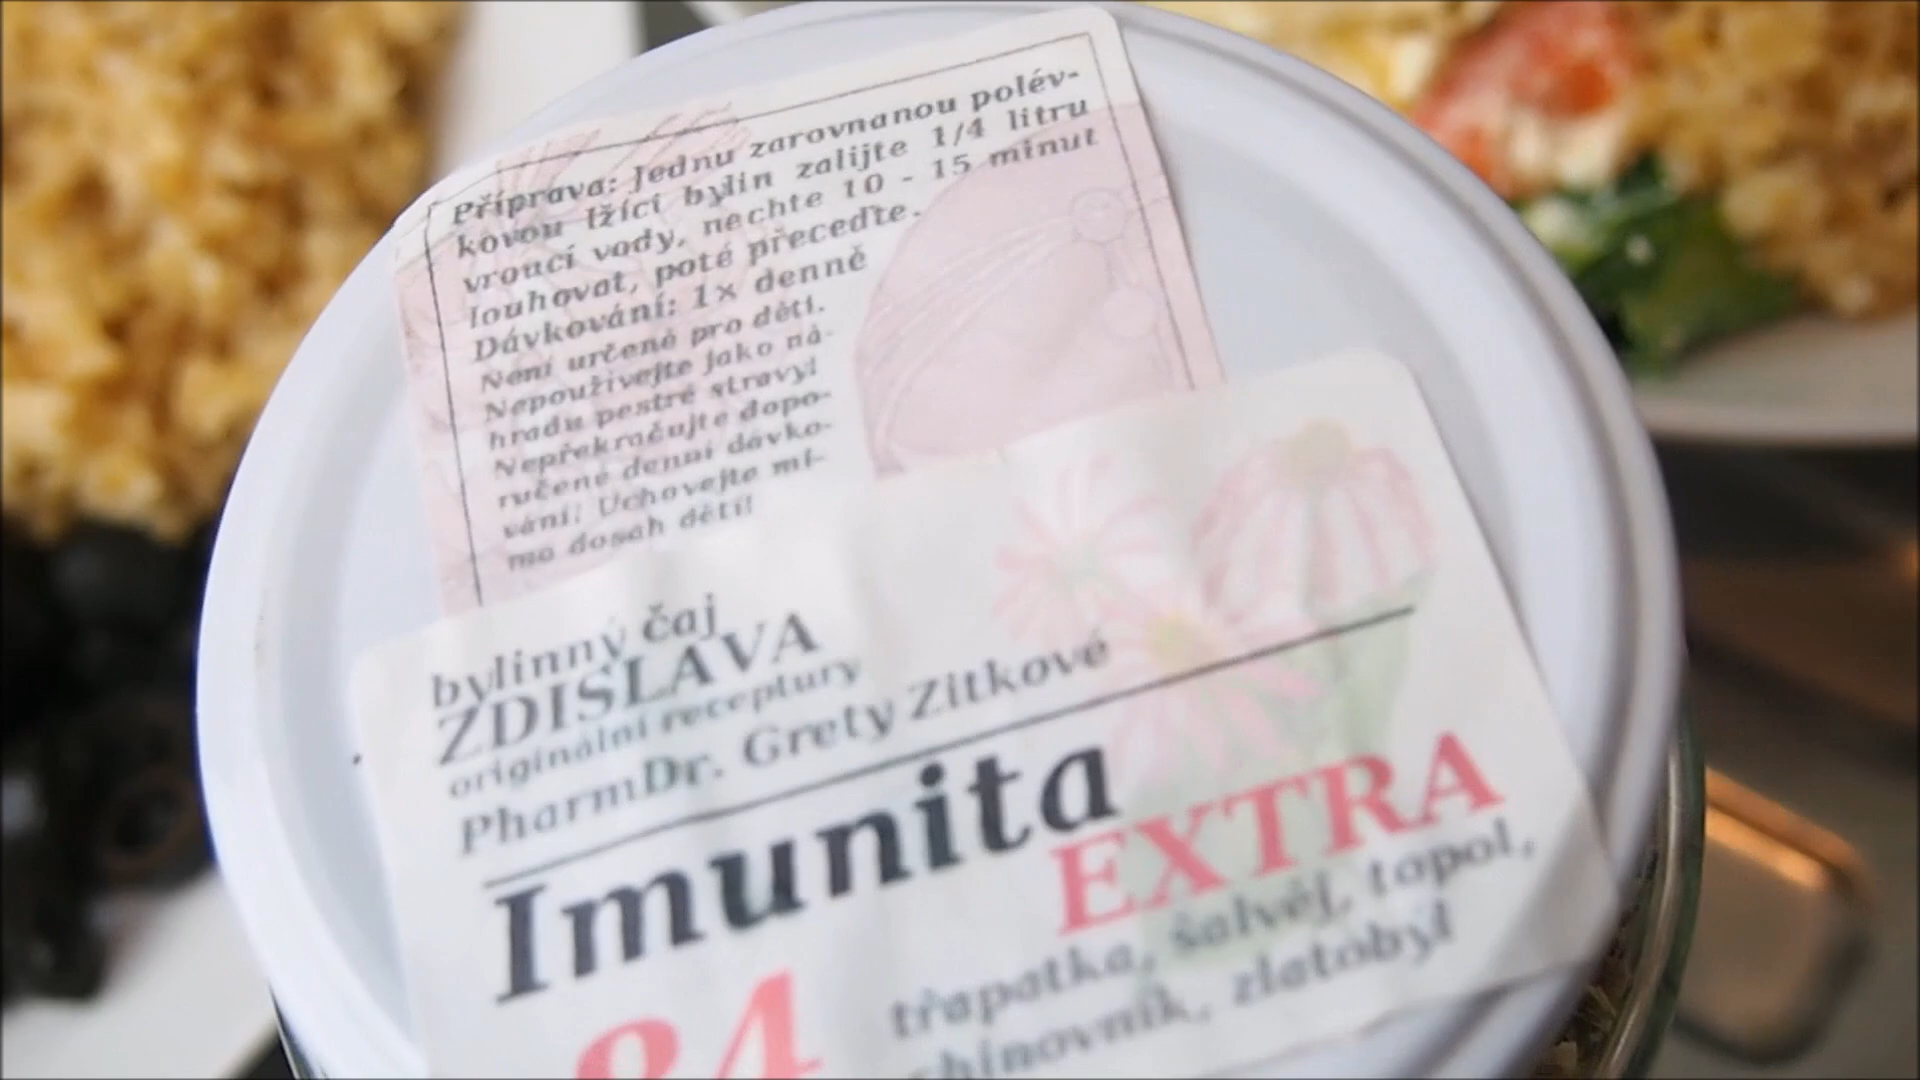 Příprava: Jednu zarovnanou polév-
kovou lžíci bylin zalijte 1/4 litru
vroucí vody, nechte 10 - 15 minut
louhovat, poté přeceďte.
Dávkování: 1x denně
Není určené pro děti.
Nepoužívejte jako ná-
hradu pestré stravy!
Nepřekračujte dopo-
ručené denní dávko-
vání! Uchovejte mi-
mo dosah dětí!
bylinný čaj
ZDISLAVA
originální receptury
PharmDr. Grety Zitkové
Imunita
EXTRA
třapatka, šalvěj, topol,
chinovník, zlatobýl
84